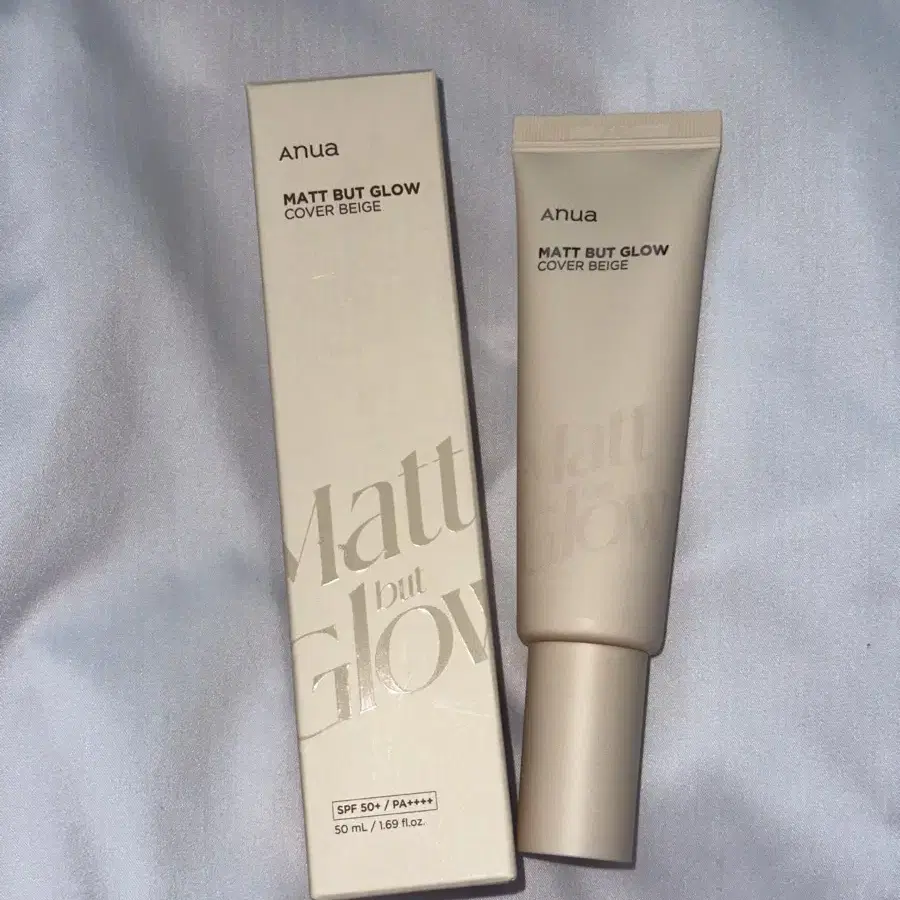 Anua
MATT BUT GLOW
COVER BEIGE
Matt
but
Glow
SPF 50+ / PA++++
50 mL / 1.69 fl.oz.
Anua
MATT BUT GLOW
COVER BEIGE
Matt
but
Glow